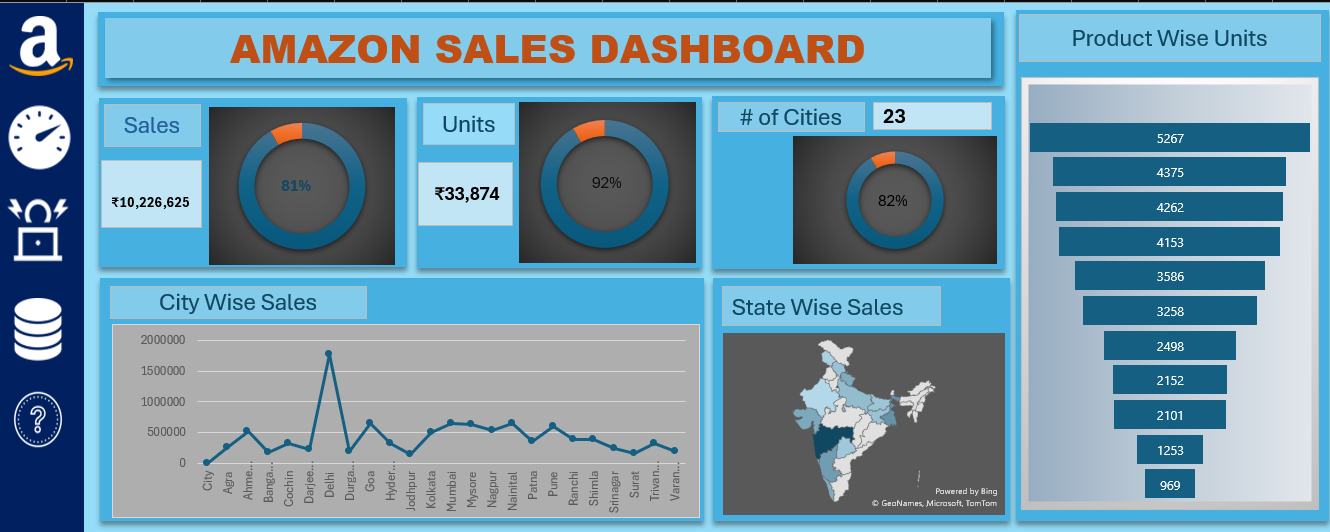 a
AMAZON SALES DASHBOARD
Product Wise Units
Sales
₹10,226,625
81%
Units
₹33,874
92%
# of Cities
23
82%
5267
4375
4262
4153
3586
3258
2498
2152
2101
1253
969
City Wise Sales
2000000
1500000
1000000
500000
0
City
Agra
Ahme...
Banga...
Cochin
Darjee...
Delhi
Durga...
Goa
Hyder...
Jodhpur
Kolkata
Mumbai
Mysore
Nagpur
Nainital
Patna
Pune
Ranchi
Shimla
Srinagar
Surat
Trivan...
Varan...
State Wise Sales
Powered by Bing
© GeoNames, Microsoft, TomTom
?